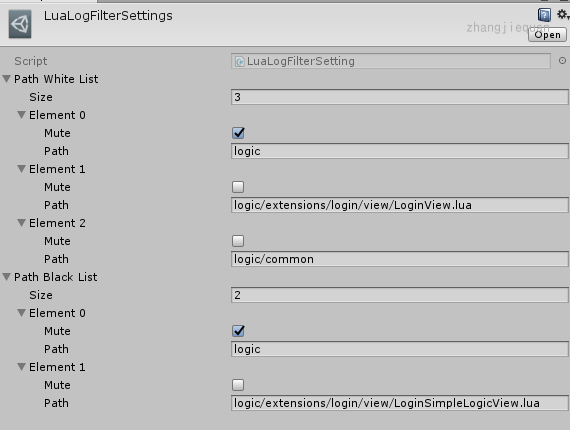 LuaLogFilterSettings
Open
Script LuaLogFilterSetting
Path White List
Size 3
Element 0
Mute
Path logic
Element 1
Mute
Path logic/extensions/login/view/LoginView.lua
Element 2
Mute
Path logic/common
Path Black List
Size 2
Element 0
Mute
Path logic
Element 1
Mute
Path logic/extensions/login/view/LoginSimpleLogicView.lua